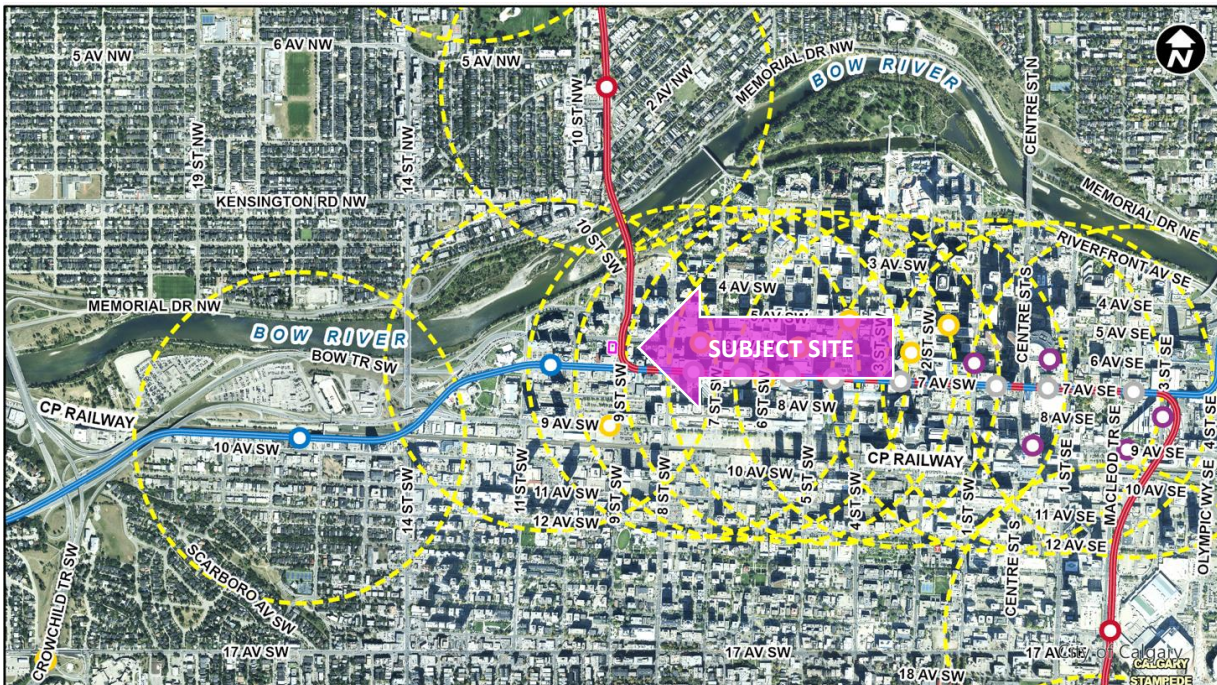 5 AV NW
6 AV NW
5 AV NW
2 AV NW
MEMORIAL DR NW
BOW RIVER
CENTRE ST N
N
19 ST NW
14 ST NW
10 ST NW
KENSINGTON RD NW
10 ST SW
MEMORIAL DR NE
RIVERFRONT AV SE
3 AV SW
4 AV SW
4 AV SE
MEMORIAL DR NW
BOW RIVER
BOW TR SW
SUBJECT SITE
3 ST SW
2 ST SW
CENTRE ST S
5 AV SE
6 AV SE
3 ST SE
7 AV SW
7 AV SE
CP RAILWAY
9 ST SW
7 ST SW
6 ST SW
8 AV SW
8 AV SE
4 ST SE
9 AV SW
9 AV SE
10 AV SW
CP RAILWAY
10 AV SW
1 ST SE
MACLEOD TR SE
10 AV SE
14 ST SW
11 ST SW
11 AV SW
9 ST SW
8 ST SW
5 ST SW
4 ST SW
1 ST SW
11 AV SE
12 AV SW
12 AV SE
OLYMPIC WY SE
CENTRE ST S
SCARBORO AV SW
CROWCHILD TR SW
17 AV SW
17 AV SW
17 AV SE
City of Calgary
CALGARY
STAMPEDE
18 AV SW